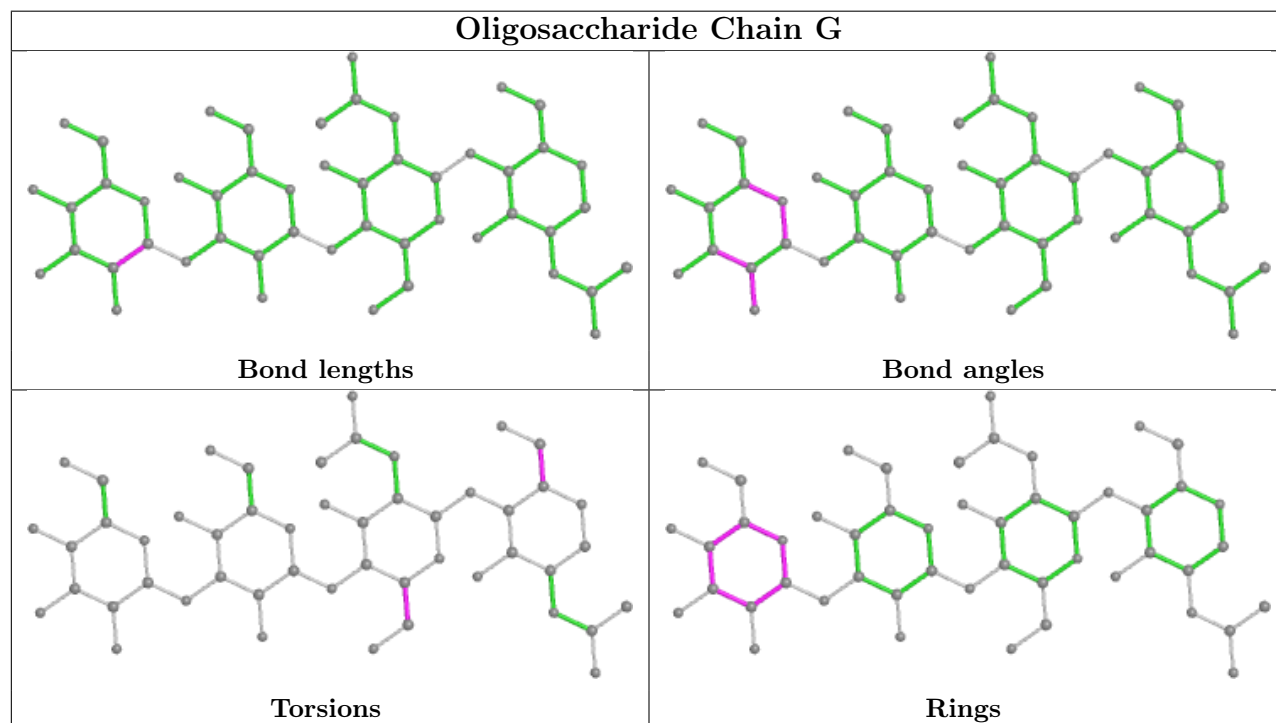 Oligosaccharide Chain G
Bond lengths
Bond angles
Torsions
Rings